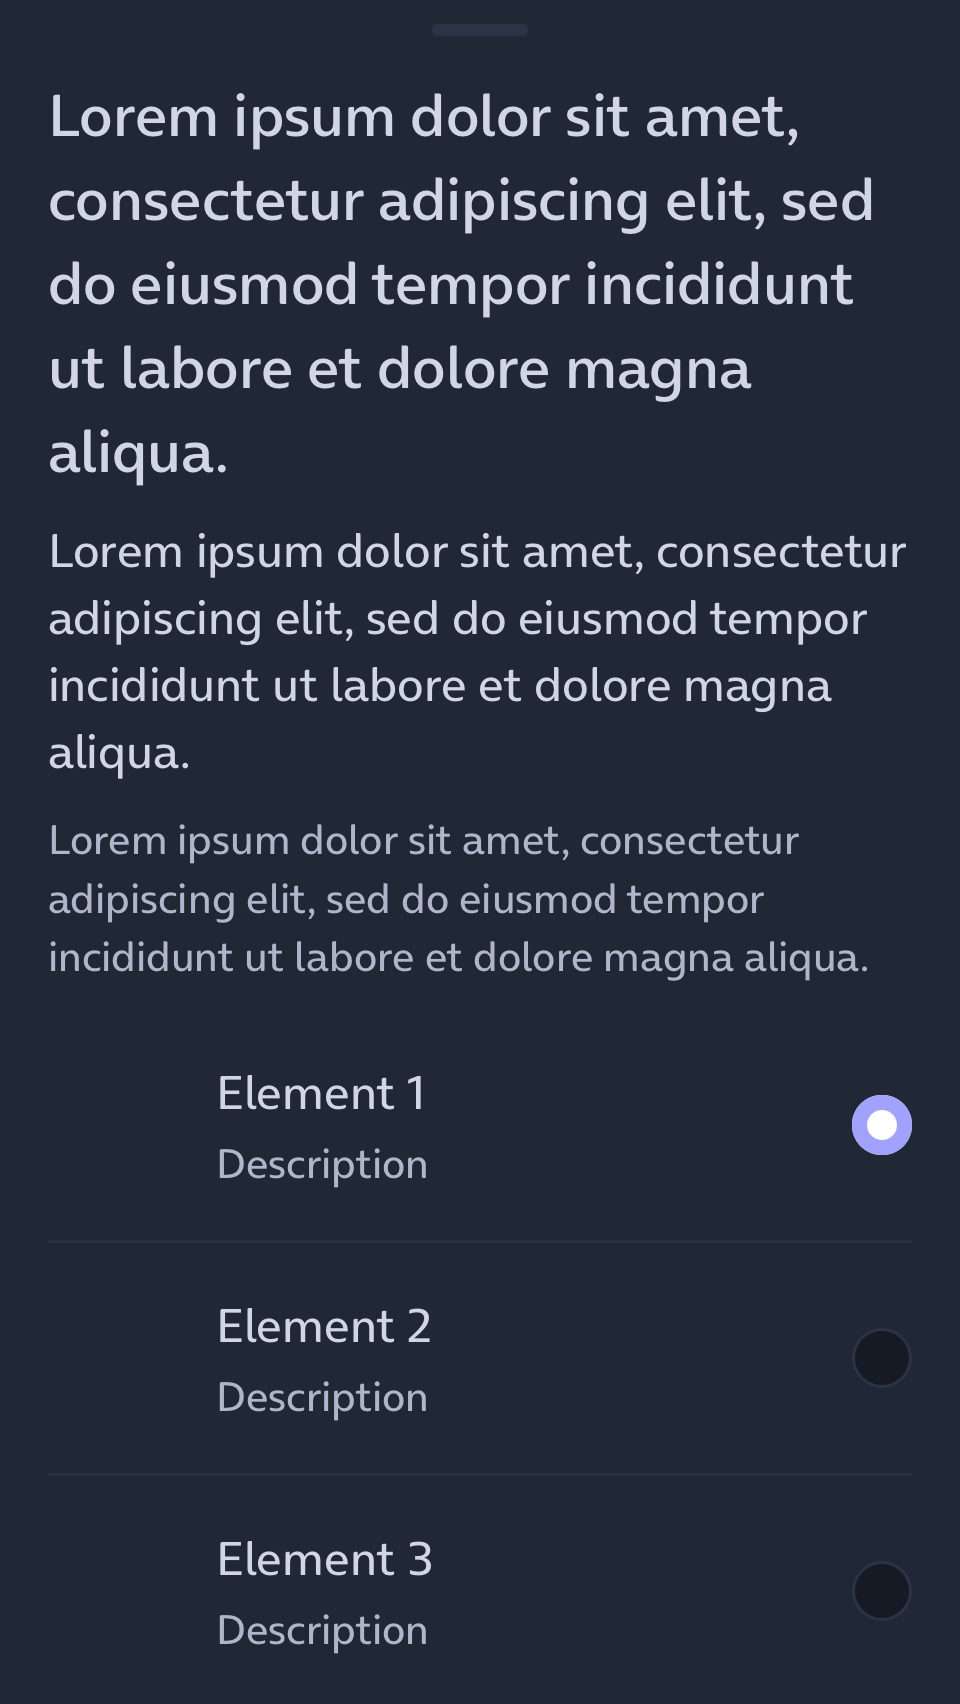 Lorem ipsum dolor sit amet,
consectetur adipiscing elit, sed
do eiusmod tempor incididunt
ut labore et dolore magna
aliqua.
Lorem ipsum dolor sit amet, consectetur
adipiscing elit, sed do eiusmod tempor
incididunt ut labore et dolore magna
aliqua.
Lorem ipsum dolor sit amet, consectetur
adipiscing elit, sed do eiusmod tempor
incididunt ut labore et dolore magna aliqua.
Element 1
Description
Element 2
Description
Element 3
Description